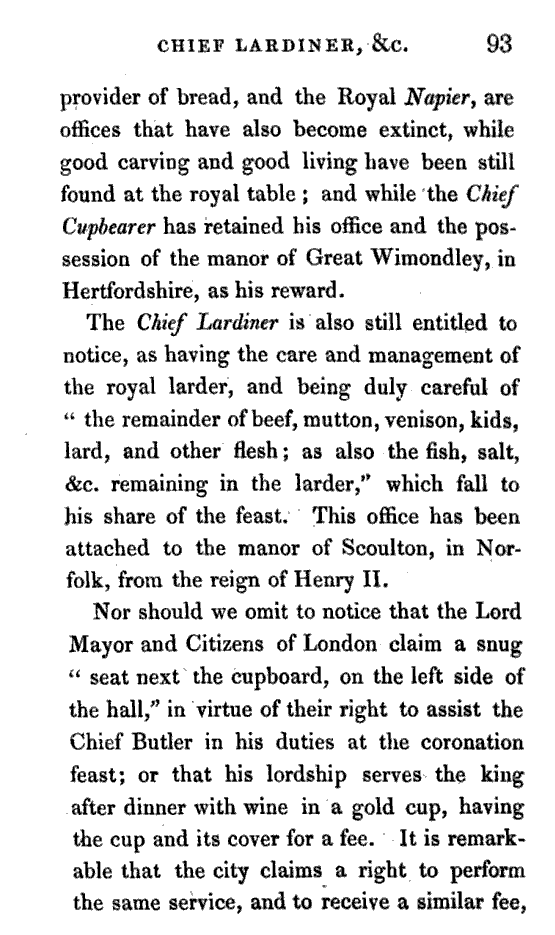 CHIEF LARDINER, &c. 93
provider of bread, and the Royal Napier, are
offices that have also become extinct, while
good carving and good living have been still
found at the royal table ; and while the Chief
Cupbearer has retained his office and the pos-
session of the manor of Great Wimondley, in
Hertfordshire, as his reward.
The Chief Lardiner is also still entitled to
notice, as having the care and management of
the royal larder, and being duly careful of
“ the remainder of beef, mutton, venison, kids,
lard, and other flesh ; as also the fish, salt,
&c. remaining in the larder,” which fall to
his share of the feast. This office has been
attached to the manor of Scoulton, in Nor-
folk, from the reign of Henry II.
Nor should we omit to notice that the Lord
Mayor and Citizens of London claim a snug
“ seat next the cupboard, on the left side of
the hall,” in virtue of their right to assist the
Chief Butler in his duties at the coronation
feast; or that his lordship serves the king
after dinner with wine in a gold cup, having
the cup and its cover for a fee. It is remark-
able that the city claims a right to perform
the same service, and to receive a similar fee,